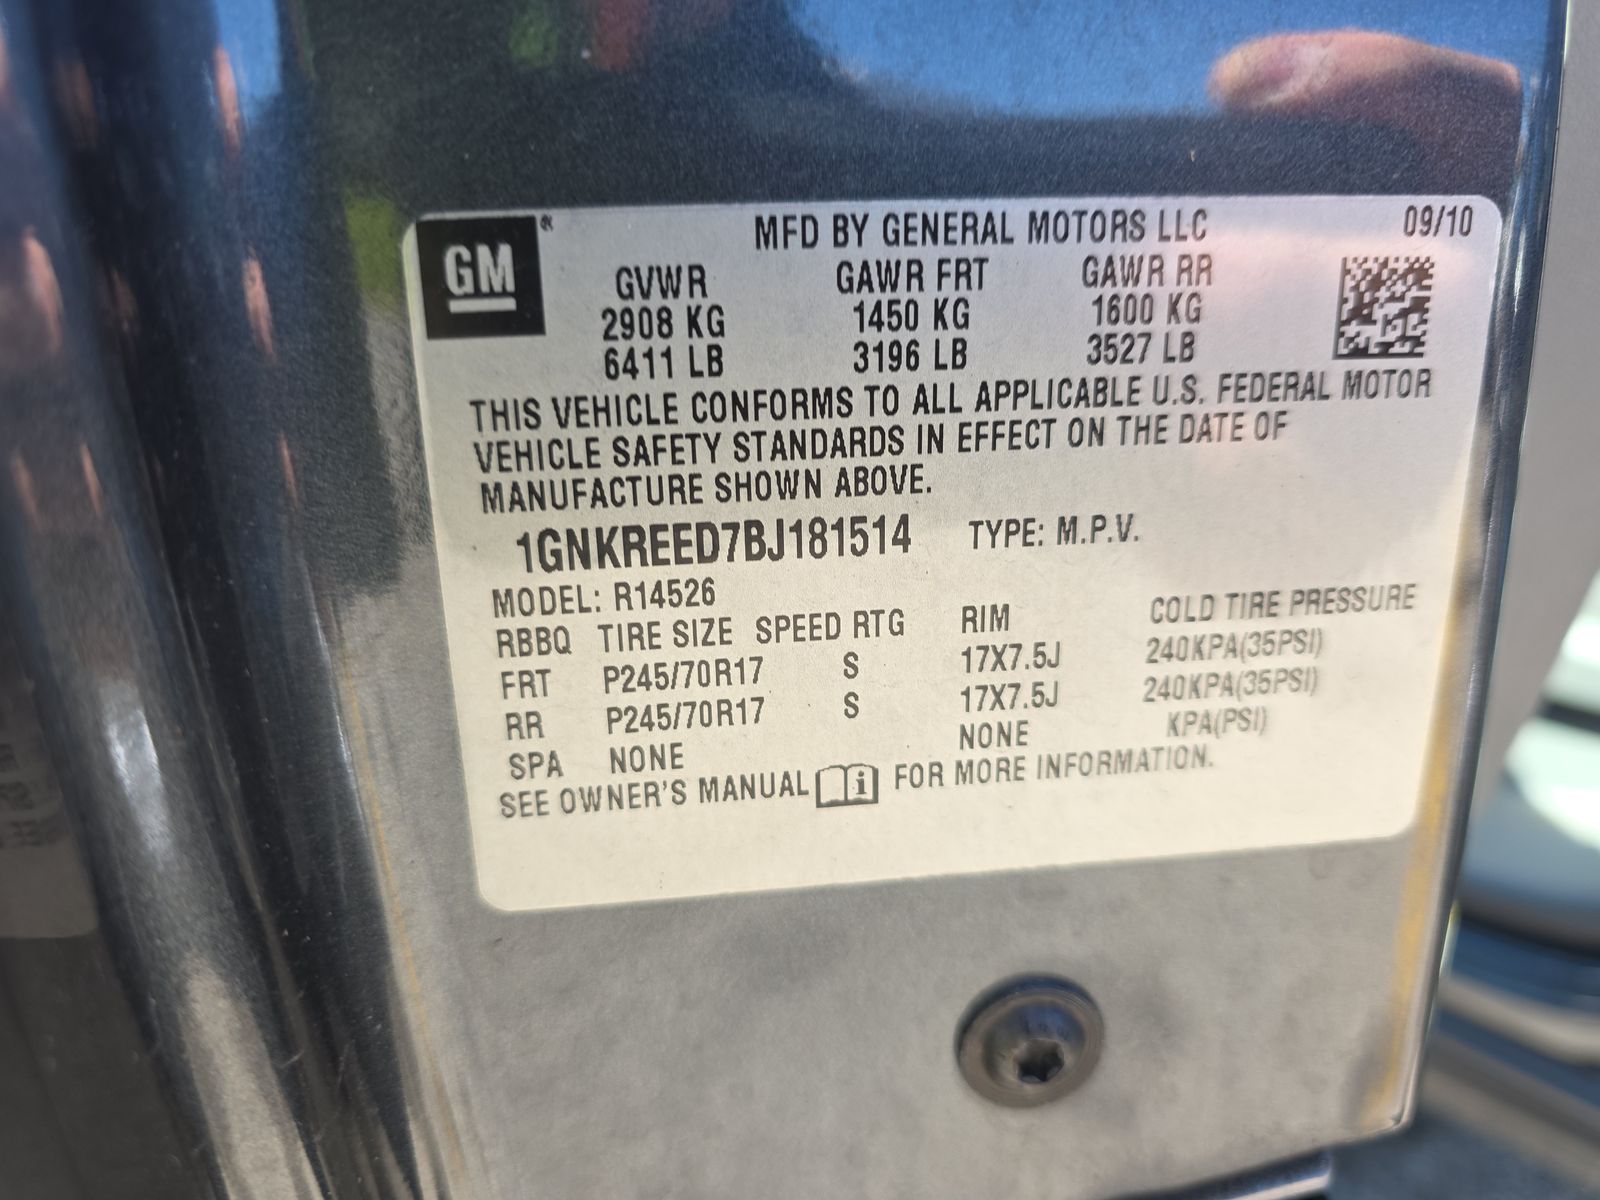 GM ® MFD BY GENERAL MOTORS LLC 09/10
GVWR GAWR FRT GAWR RR
2908 KG 1450 KG 1600 KG
6411 LB 3196 LB 3527 LB
THIS VEHICLE CONFORMS TO ALL APPLICABLE U.S. FEDERAL MOTOR
VEHICLE SAFETY STANDARDS IN EFFECT ON THE DATE OF
MANUFACTURE SHOWN ABOVE.
1GNKREED7BJ181514 TYPE: M.P.V.
MODEL: R14526
RBBQ TIRE SIZE SPEED RTG RIM COLD TIRE PRESSURE
FRT P245/70R17 S 17X7.5J 240KPA(35PSI)
RR P245/70R17 S 17X7.5J 240KPA(35PSI)
SPA NONE NONE KPA(PSI)
SEE OWNER'S MANUAL i FOR MORE INFORMATION.